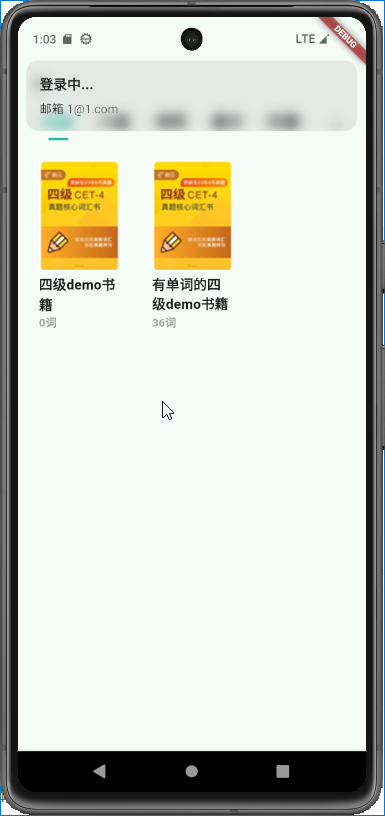 1:03
LTE
DEBUG
登录中...
邮箱 1@1.com
四级 CET-4
真题核心词汇书
四级 CET-4
真题核心词汇书
四级demo书
籍
0词
有单词的四
级demo书籍
36词